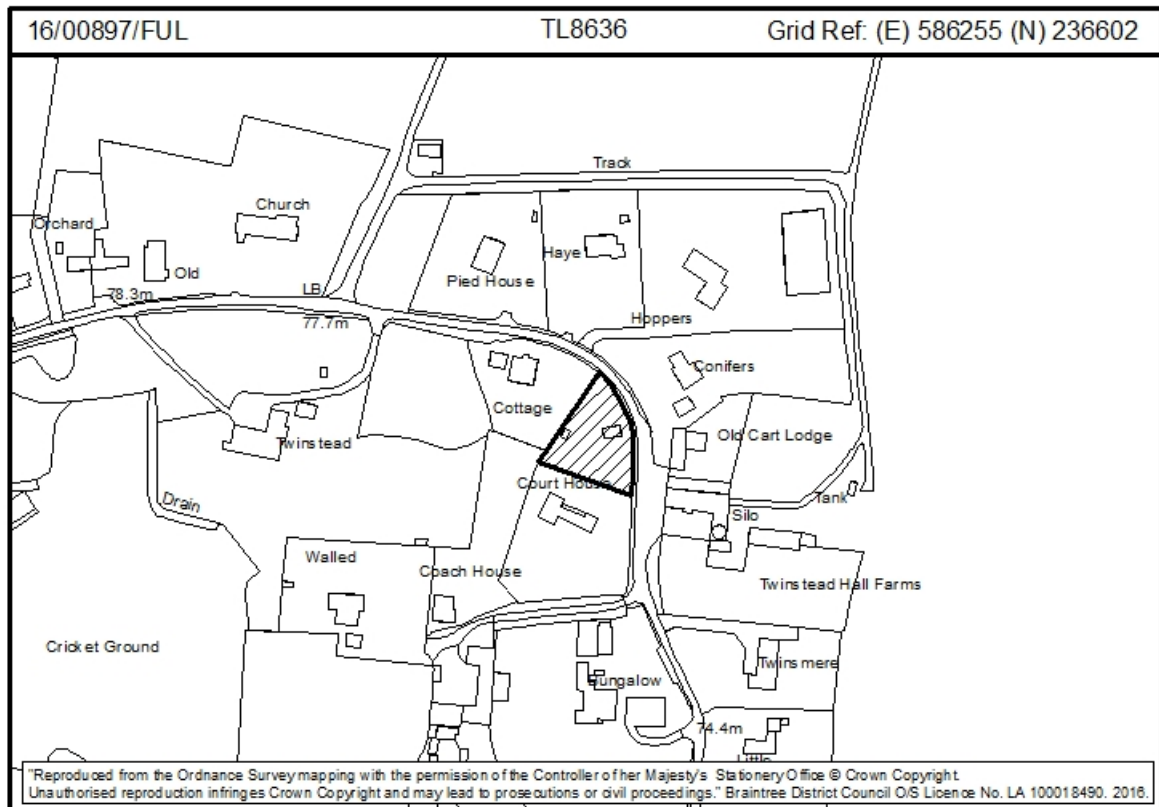 16/00897/FUL TL8636 Grid Ref: (E) 586255 (N) 236602
Track
Church
Orchard
Haye
Old
Pied House
LB
78.3m
77.7m
Hoppers
Conifers
Cottage
Old Cart Lodge
Twinstead
Court House
Tank
Drain
Silo
Walled
Coach House
Twinstead Hall Farms
Cricket Ground
Twinsmere
Bungalow
74.4m
Little
"Reproduced from the Ordnance Survey mapping with the permission of the Controller of her Majesty's Stationery Office © Crown Copyright.
Unauthorised reproduction infringes Crown Copyright and may lead to prosecutions or civil proceedings." Braintree District Council O/S Licence No. LA 100018490. 2016.